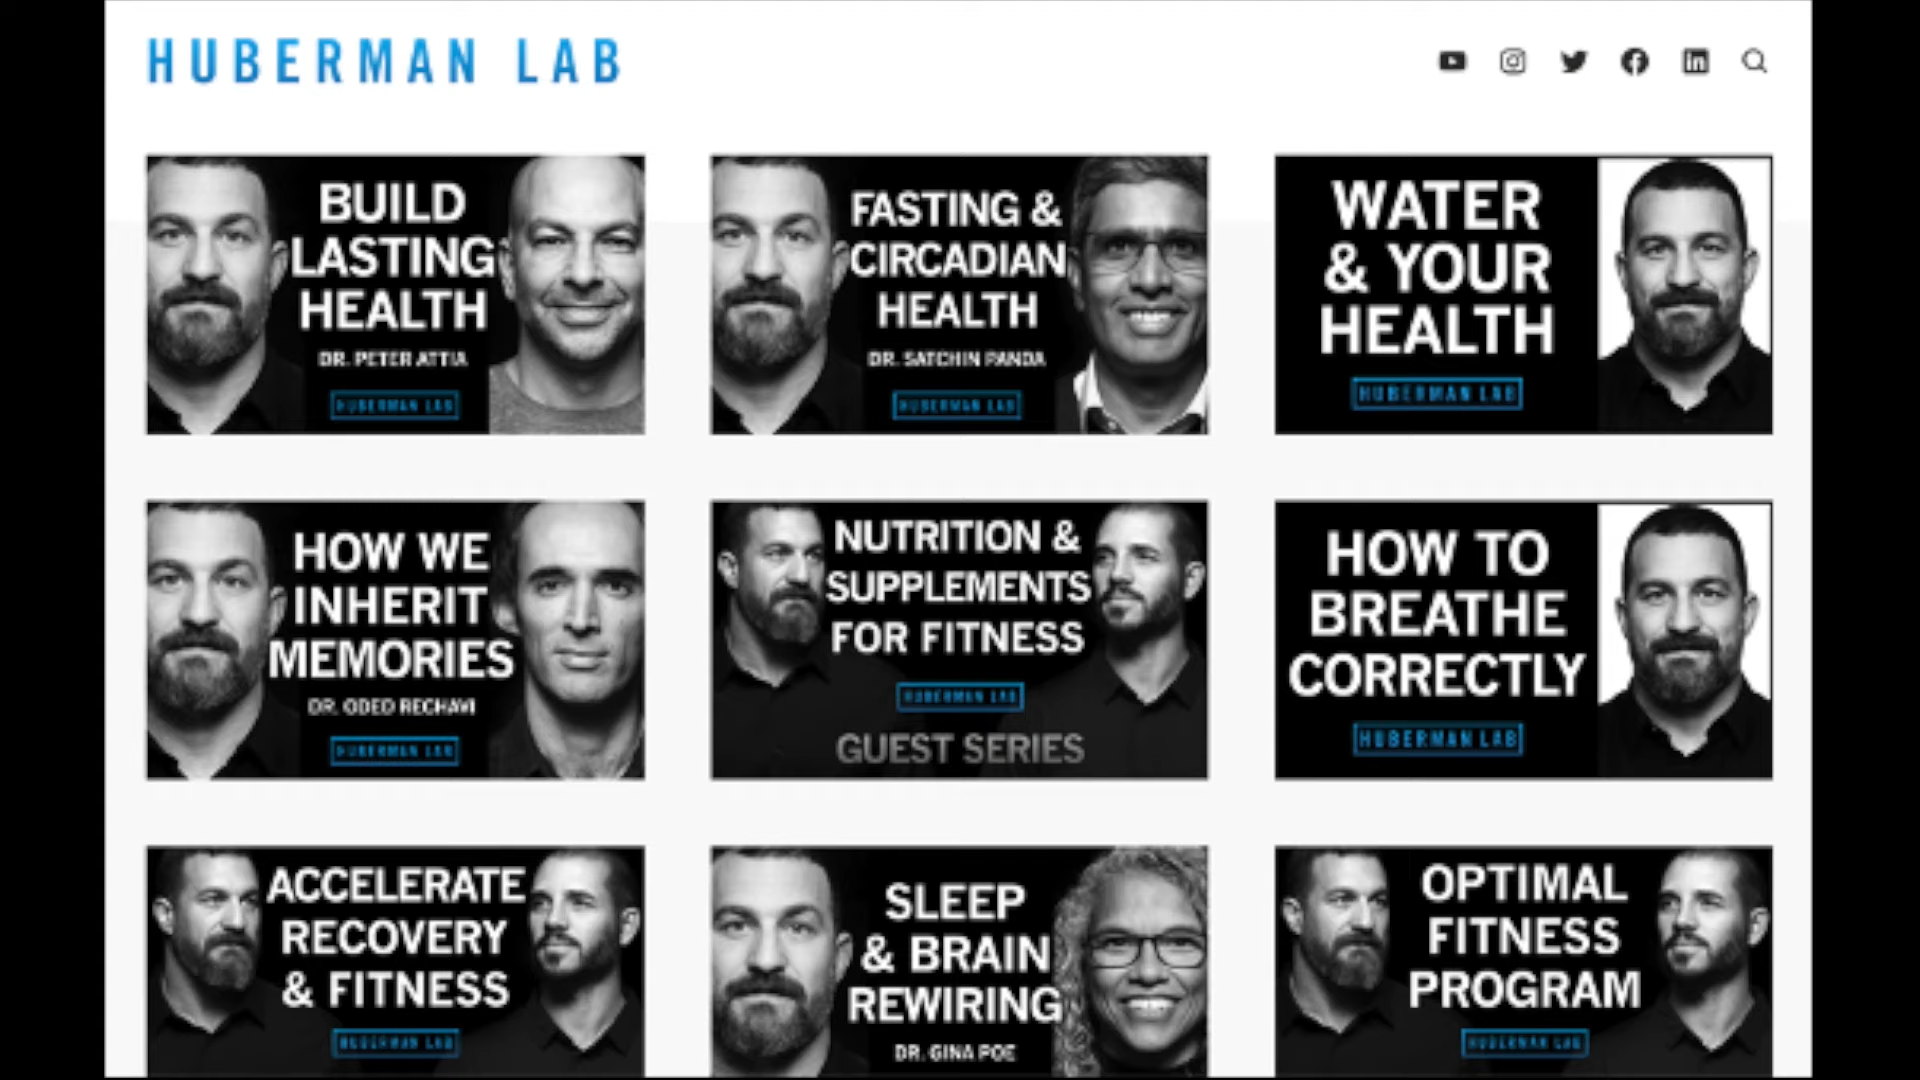 HUBERMAN LAB
BUILD
LASTING
HEALTH
DR. PETER ATTIA
HUBERMAN LAB
FASTING &
CIRCADIAN
HEALTH
DR. SATCHIN PANDA
HUBERMAN LAB
WATER
& YOUR
HEALTH
HUBERMAN LAB
HOW WE
INHERIT
MEMORIES
DR. ODED RECHAVI
HUBERMAN LAB
NUTRITION &
SUPPLEMENTS
FOR FITNESS
HUBERMAN LAB
GUEST SERIES
HOW TO
BREATHE
CORRECTLY
HUBERMAN LAB
ACCELERATE
RECOVERY
& FITNESS
HUBERMAN LAB
SLEEP
& BRAIN
REWIRING
DR. GINA POE
OPTIMAL
FITNESS
PROGRAM
HUBERMAN LAB